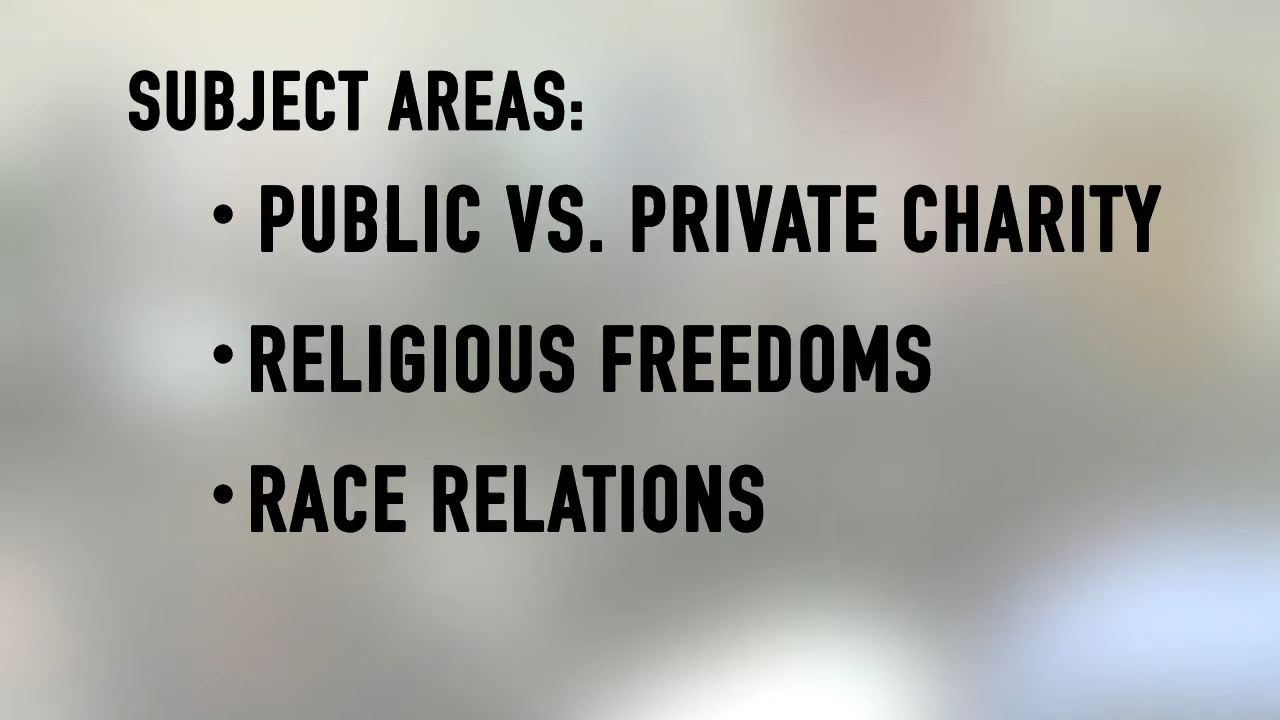 SUBJECT AREAS:
• PUBLIC VS. PRIVATE CHARITY
• RELIGIOUS FREEDOMS
• RACE RELATIONS